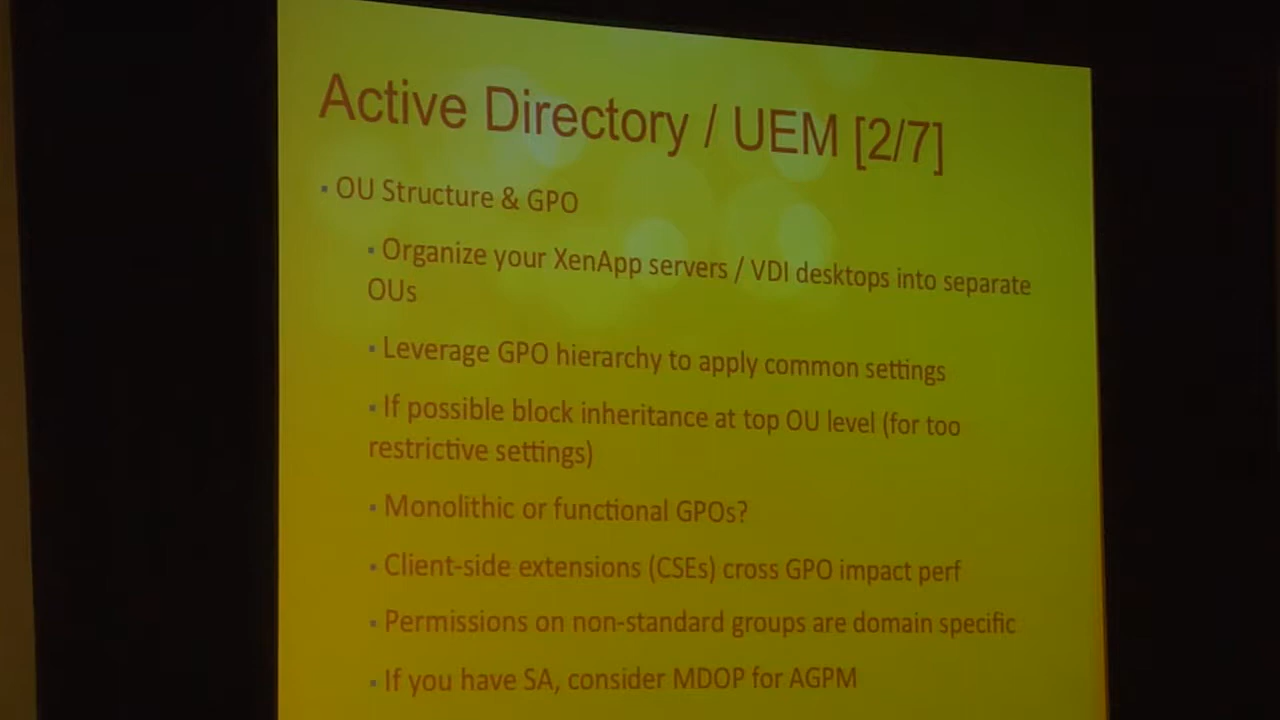 Active Directory / UEM [2/7]
▪ OU Structure & GPO
▪ Organize your XenApp servers / VDI desktops into separate
OUs
▪ Leverage GPO hierarchy to apply common settings
▪ If possible block inheritance at top OU level (for too
restrictive settings)
▪ Monolithic or functional GPOs?
▪ Client-side extensions (CSEs) cross GPO impact perf
▪ Permissions on non-standard groups are domain specific
▪ If you have SA, consider MDOP for AGPM